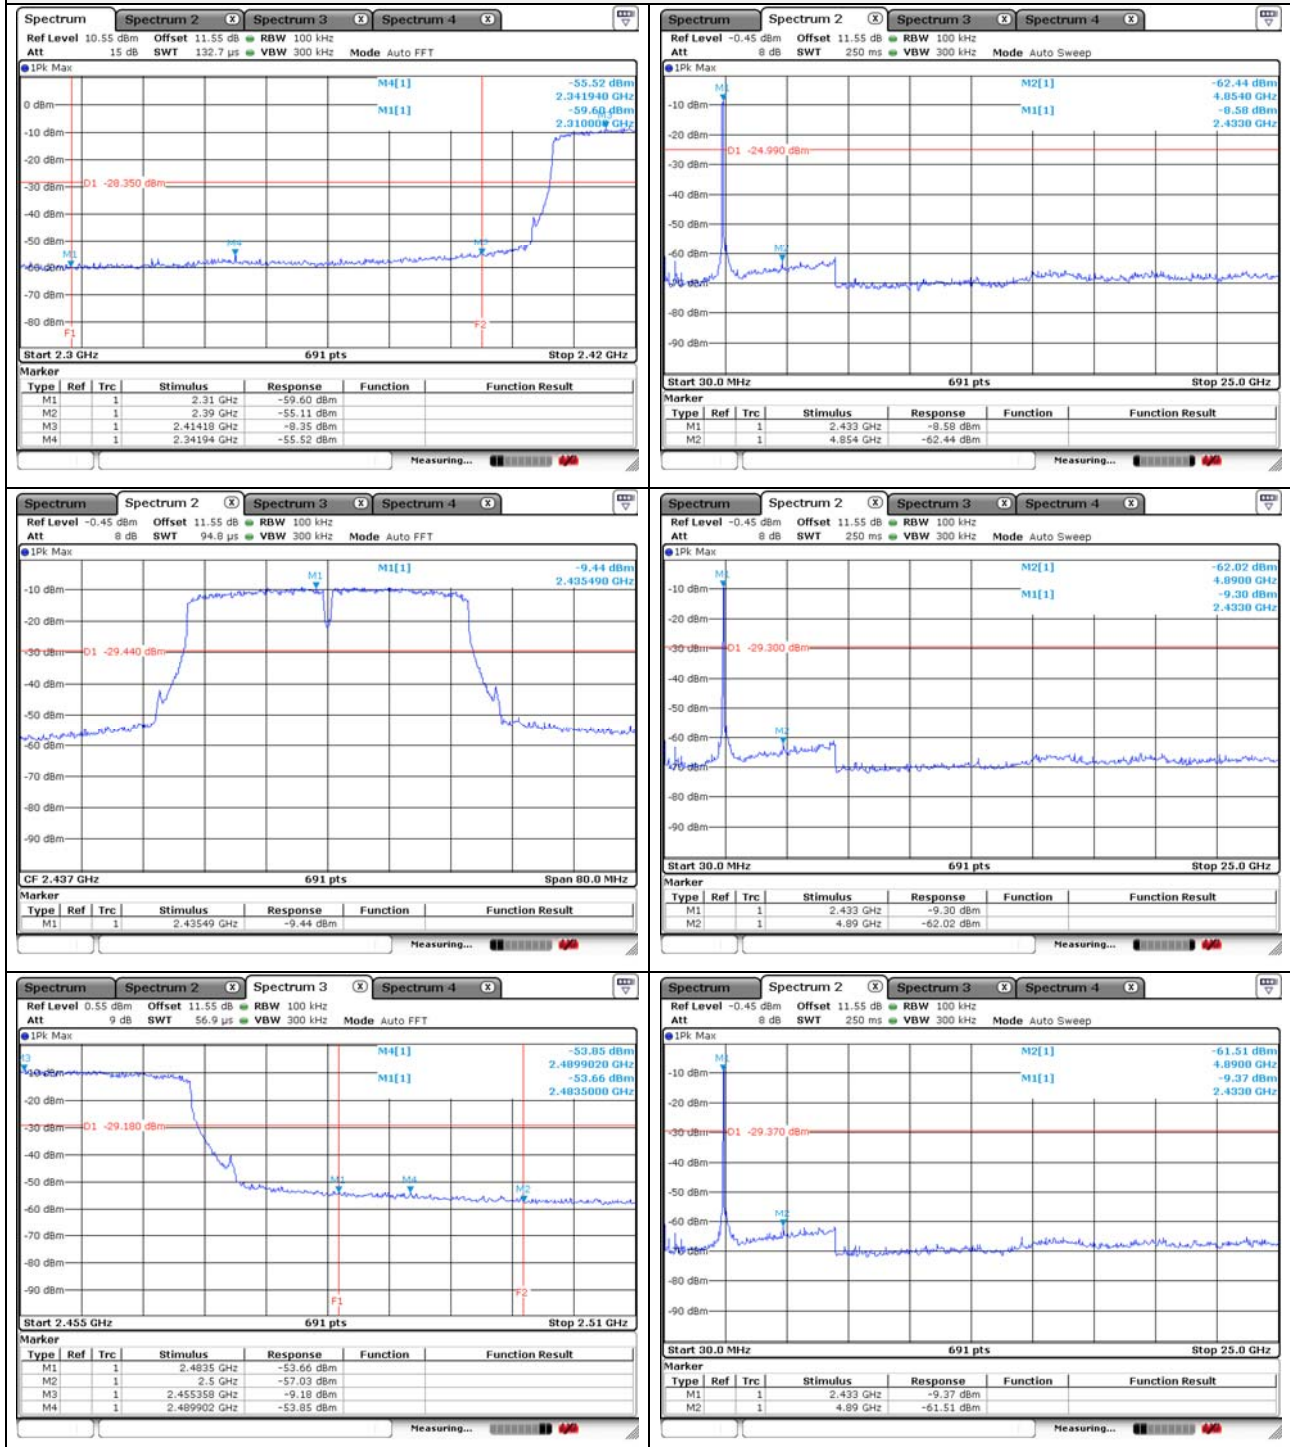 Spectrum Spectrum 2 X Spectrum 3 X Spectrum 4 X
Ref Level 10.55 dBm Offset 11.55 dB RBW 100 kHz
Att 15 dB SWT 132.7 µs VBW 300 kHz Mode Auto FFT
1Pk Max
M4[1] -55.52 dBm
2.341940 GHz
M1[1] -59.60 dBm
2.310000 GHz
M3
0 dBm
-10 dBm
-20 dBm
D1 -28.350 dBm
-30 dBm
-40 dBm
-50 dBm
M1 M4 M2
-60 dBm
-70 dBm
-80 dBm
F1 F2
Start 2.3 GHz 691 pts Stop 2.42 GHz
Marker
Type Ref Trc Stimulus Response Function Function Result
M1 1 2.31 GHz -59.60 dBm
M2 1 2.39 GHz -55.11 dBm
M3 1 2.41418 GHz -8.35 dBm
M4 1 2.34194 GHz -55.52 dBm
Measuring...
Spectrum Spectrum 2 X Spectrum 3 X Spectrum 4 X
Ref Level -0.45 dBm Offset 11.55 dB RBW 100 kHz
Att 8 dB SWT 250 ms VBW 300 kHz Mode Auto Sweep
1Pk Max
M2[1] -62.44 dBm
4.8540 GHz
M1[1] -8.58 dBm
2.4330 GHz
M1
-10 dBm
-20 dBm
D1 -24.990 dBm
-30 dBm
-40 dBm
-50 dBm
-60 dBm
M2
-70 dBm
-80 dBm
-90 dBm
Start 30.0 MHz 691 pts Stop 25.0 GHz
Marker
Type Ref Trc Stimulus Response Function Function Result
M1 1 2.433 GHz -8.58 dBm
M2 1 4.854 GHz -62.44 dBm
Measuring...
Spectrum Spectrum 2 X Spectrum 3 X Spectrum 4 X
Ref Level -0.45 dBm Offset 11.55 dB RBW 100 kHz
Att 8 dB SWT 94.8 µs VBW 300 kHz Mode Auto FFT
1Pk Max
M1[1] -9.44 dBm
2.435490 GHz
M1
-10 dBm
-20 dBm
-30 dBm D1 -29.440 dBm
-40 dBm
-50 dBm
-60 dBm
-70 dBm
-80 dBm
-90 dBm
CF 2.437 GHz 691 pts Span 80.0 MHz
Marker
Type Ref Trc Stimulus Response Function Function Result
M1 1 2.43549 GHz -9.44 dBm
Measuring...
Spectrum Spectrum 2 X Spectrum 3 X Spectrum 4 X
Ref Level -0.45 dBm Offset 11.55 dB RBW 100 kHz
Att 8 dB SWT 250 ms VBW 300 kHz Mode Auto Sweep
1Pk Max
M2[1] -62.02 dBm
4.8900 GHz
M1[1] -9.30 dBm
2.4330 GHz
M1
-10 dBm
-20 dBm
-30 dBm D1 -29.300 dBm
-40 dBm
-50 dBm
-60 dBm
M2
-70 dBm
-80 dBm
-90 dBm
Start 30.0 MHz 691 pts Stop 25.0 GHz
Marker
Type Ref Trc Stimulus Response Function Function Result
M1 1 2.433 GHz -9.30 dBm
M2 1 4.89 GHz -62.02 dBm
Measuring...
Spectrum Spectrum 2 X Spectrum 3 X Spectrum 4 X
Ref Level 0.55 dBm Offset 11.55 dB RBW 100 kHz
Att 9 dB SWT 56.9 µs VBW 300 kHz Mode Auto FFT
1Pk Max
M4[1] -53.85 dBm
2.4899020 GHz
M1[1] -53.66 dBm
2.4835000 GHz
M3
-10 dBm
-20 dBm
-30 dBm D1 -29.180 dBm
-40 dBm
-50 dBm
M1 M4 M2
-60 dBm
-70 dBm
-80 dBm
-90 dBm
F1 F2
Start 2.455 GHz 691 pts Stop 2.51 GHz
Marker
Type Ref Trc Stimulus Response Function Function Result
M1 1 2.4835 GHz -53.66 dBm
M2 1 2.5 GHz -57.03 dBm
M3 1 2.455358 GHz -9.18 dBm
M4 1 2.489902 GHz -53.85 dBm
Measuring...
Spectrum Spectrum 2 X Spectrum 3 X Spectrum 4 X
Ref Level -0.45 dBm Offset 11.55 dB RBW 100 kHz
Att 8 dB SWT 250 ms VBW 300 kHz Mode Auto Sweep
1Pk Max
M2[1] -61.51 dBm
4.8900 GHz
M1[1] -9.37 dBm
2.4330 GHz
M1
-10 dBm
-20 dBm
-30 dBm D1 -29.370 dBm
-40 dBm
-50 dBm
-60 dBm
M2
-70 dBm
-80 dBm
-90 dBm
Start 30.0 MHz 691 pts Stop 25.0 GHz
Marker
Type Ref Trc Stimulus Response Function Function Result
M1 1 2.433 GHz -9.37 dBm
M2 1 4.89 GHz -61.51 dBm
Measuring...